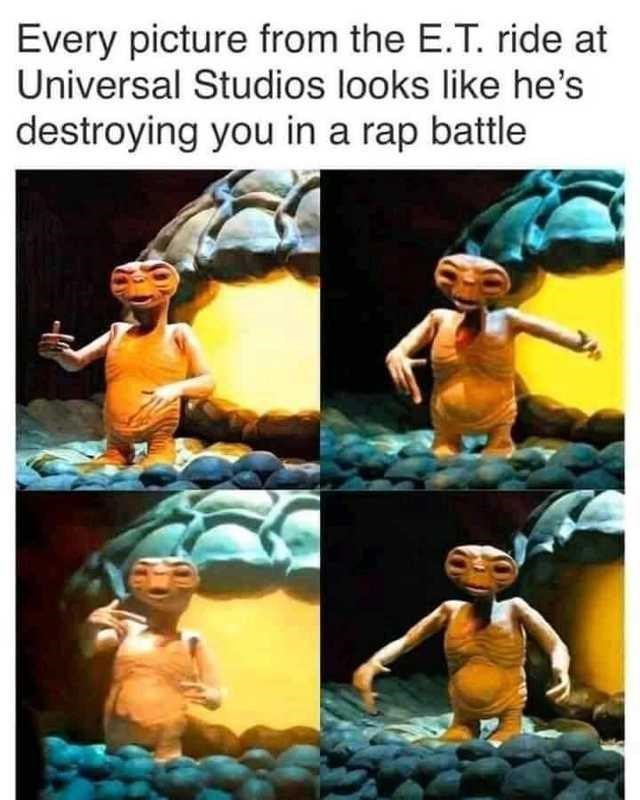 Every picture from the E.T. ride at
Universal Studios looks like he’s
destroying you in a rap battle